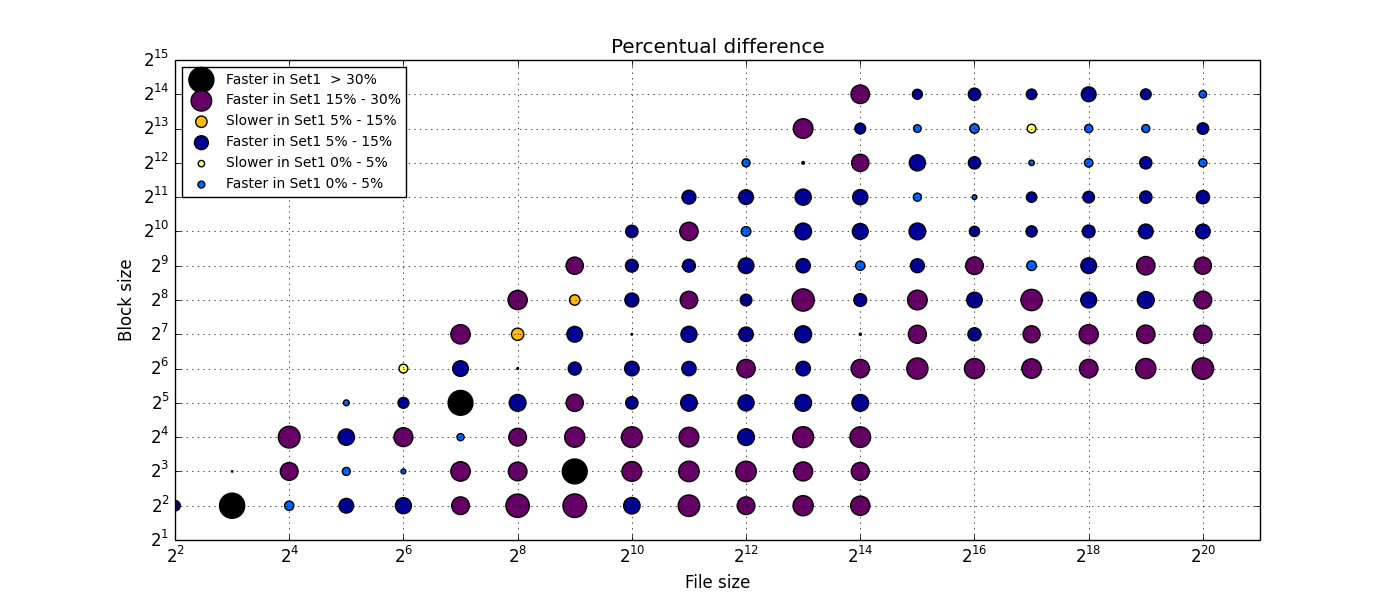 Percentual difference
Faster in Set1 > 30%
Faster in Set1 15% - 30%
Slower in Set1 5% - 15%
Faster in Set1 5% - 15%
Slower in Set1 0% - 5%
Faster in Set1 0% - 5%
Block size
2^15
2^14
2^13
2^12
2^11
2^10
2^9
2^8
2^7
2^6
2^5
2^4
2^3
2^2
2^1
2^2 2^4 2^6 2^8 2^10 2^12 2^14 2^16 2^18 2^20
File size